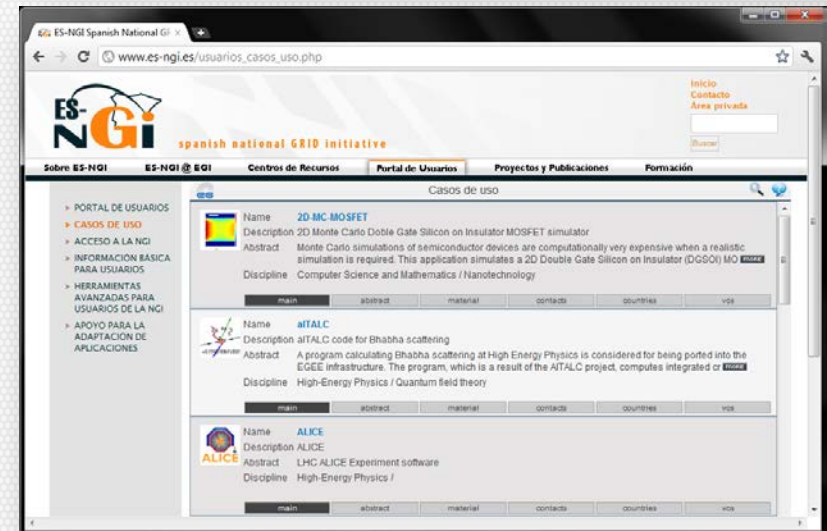 ES-NGI Spanish National Gr
www.es-ngi.es/usuarios_casos_uso.php
ES-
NGi
spanish national GRID initiative
Inicio
Contacto
Área privada
Buscar
Sobre ES-NGI ES-NGI @ EGI Centros de Recursos Portal de Usuarios Proyectos y Publicaciones Formación
PORTAL DE USUARIOS
CASOS DE USO
ACCESO A LA NGI
INFORMACIÓN BÁSICA
PARA USUARIOS
HERRAMIENTAS
AVANZADAS PARA
USUARIOS DE LA NGI
APOYO PARA LA
ADAPTACIÓN DE
APLICACIONES
Casos de uso
Name 2D-MC-MOSFET
Description 2D Monte Carlo Doble Gate Silicon on Insulator MOSFET simulator
Abstract Monte Carlo simulations of semiconductor devices are computationally very expensive when a realistic
simulation is required. This application simulates a 2D Double Gate Silicon on Insulator (DGSOI) MO more
Discipline Computer Science and Mathematics / Nanotechnology
main abstract material contacts countries vos
Name aITALC
Description aITALC code for Bhabha scattering
Abstract A program calculating Bhabha scattering at High Energy Physics is considered for being ported into the
EGEE infrastructure. The program, which is a result of the AITALC project, computes integrated cr more
Discipline High-Energy Physics / Quantum field theory
main abstract material contacts countries vos
ALICE
Name ALICE
Description ALICE
Abstract LHC ALICE Experiment software
Discipline High-Energy Physics /
main abstract material contacts countries vos